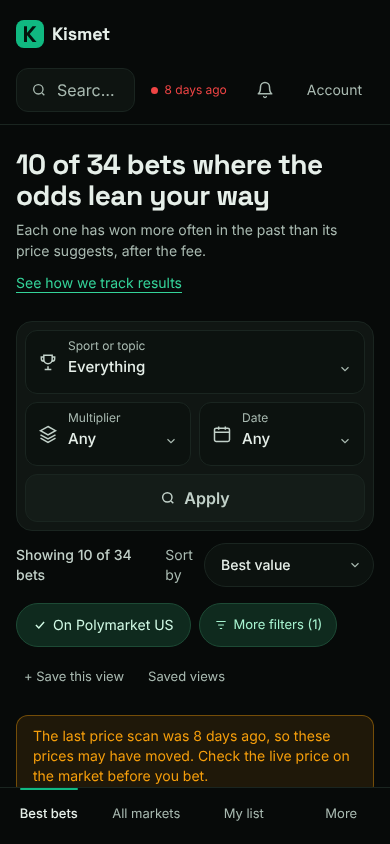 Kismet
Searc...
8 days ago
Account
10 of 34 bets where the
odds lean your way
Each one has won more often in the past than its
price suggests, after the fee.
See how we track results
Sport or topic
Everything
Multiplier
Any
Date
Any
Apply
Showing 10 of 34
bets
Sort
by
Best value
On Polymarket US
More filters (1)
+ Save this view
Saved views
The last price scan was 8 days ago, so these
prices may have moved. Check the live price on
the market before you bet.
Best bets
All markets
My list
More